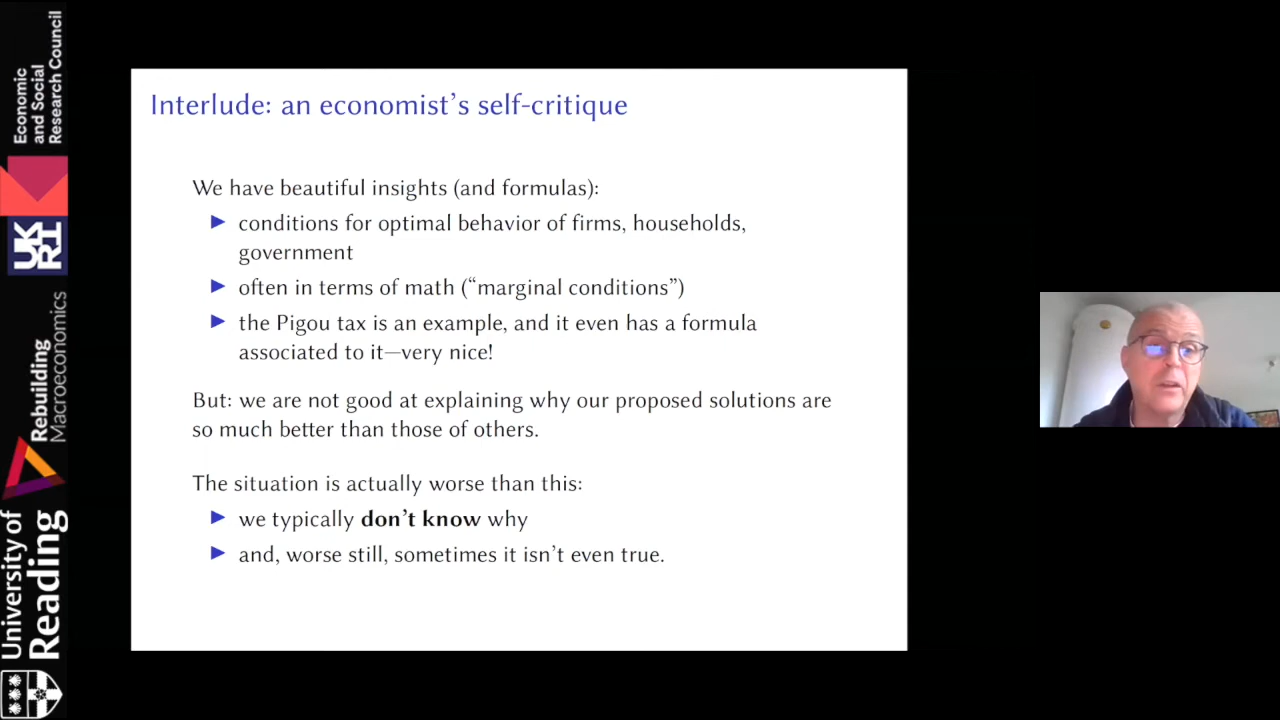 Interlude: an economist’s self-critique
We have beautiful insights (and formulas):
▶ conditions for optimal behavior of firms, households,
government
▶ often in terms of math (“marginal conditions”)
▶ the Pigou tax is an example, and it even has a formula
associated to it—very nice!
But: we are not good at explaining why our proposed solutions are
so much better than those of others.
The situation is actually worse than this:
▶ we typically don’t know why
▶ and, worse still, sometimes it isn’t even true.
University of
Reading
Rebuilding
Macroeconomics
UKRI
Economic
and Social
Research Council